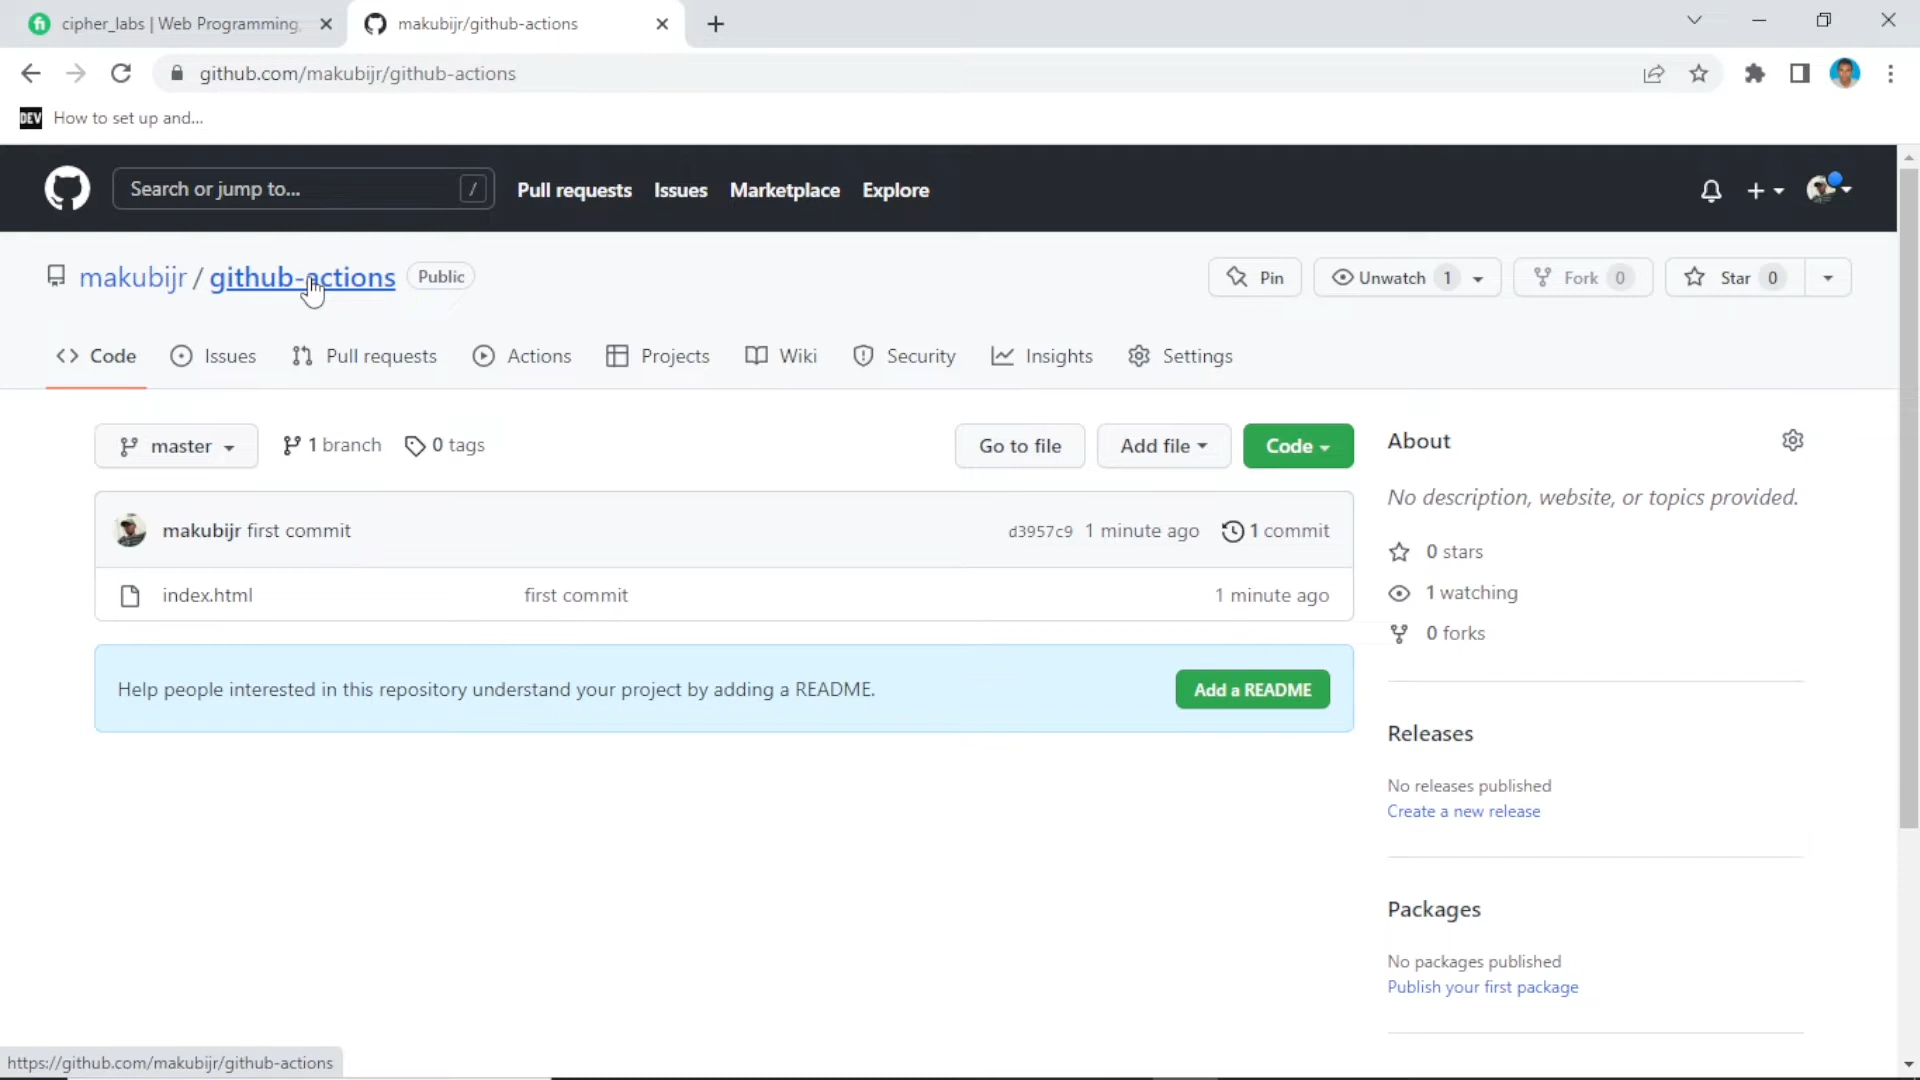 cipher_labs | Web Programming,
makubijr/github-actions
github.com/makubijr/github-actions
DEV How to set up and...
Search or jump to... /
Pull requests Issues Marketplace Explore
makubijr / github-actions Public
Pin Unwatch 1 Fork 0 Star 0
Code Issues Pull requests Actions Projects Wiki Security Insights Settings
master 1 branch 0 tags Go to file Add file Code
makubijr first commit d3957c9 1 minute ago 1 commit
index.html first commit 1 minute ago
Help people interested in this repository understand your project by adding a README. Add a README
About
No description, website, or topics provided.
0 stars
1 watching
0 forks
Releases
No releases published
Create a new release
Packages
No packages published
Publish your first package
https://github.com/makubijr/github-actions